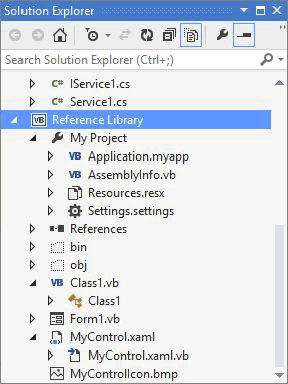 Solution Explorer
Search Solution Explorer (Ctrl+;)
C# IService1.cs
C# Service1.cs
VB Reference Library
My Project
VB Application.myapp
VB AssemblyInfo.vb
Resources.resx
Settings.settings
References
bin
obj
VB Class1.vb
Class1
Form1.vb
MyControl.xaml
MyControl.xaml.vb
MyControlIcon.bmp